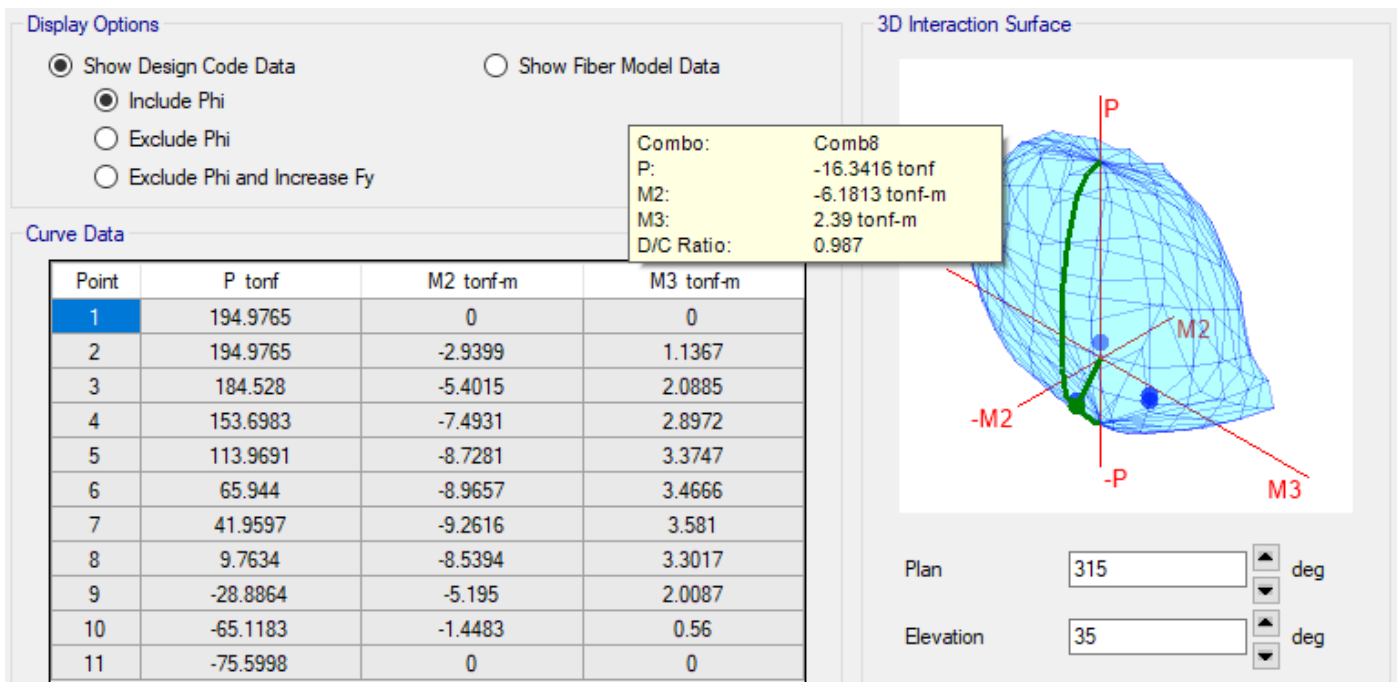 Display Options
Show Design Code Data
Show Fiber Model Data
Include Phi
Exclude Phi
Exclude Phi and Increase Fy
Combo: Comb8
P: -16.3416 tonf
M2: -6.1813 tonf-m
M3: 2.39 tonf-m
D/C Ratio: 0.987
Curve Data
Point P tonf M2 tonf-m M3 tonf-m
1 194.9765 0 0
2 194.9765 -2.9399 1.1367
3 184.528 -5.4015 2.0885
4 153.6983 -7.4931 2.8972
5 113.9691 -8.7281 3.3747
6 65.944 -8.9657 3.4666
7 41.9597 -9.2616 3.581
8 9.7634 -8.5394 3.3017
9 -28.8864 -5.195 2.0087
10 -65.1183 -1.4483 0.56
11 -75.5998 0 0
3D Interaction Surface
P
M2
-M2
-P
M3
Plan 315 deg
Elevation 35 deg